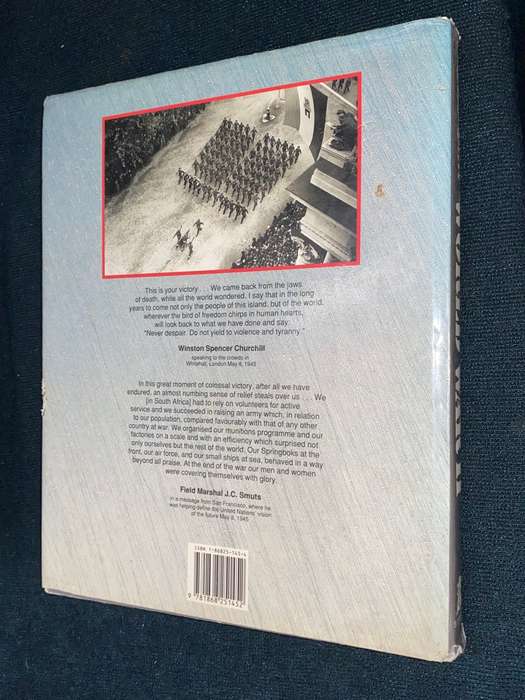 This is your victory . . . We came back from the jaws
of death, while all the world wondered. I say that in the long
years to come not only the people of this island, but of the world,
wherever the bird of freedom chirps in human hearts,
will look back to what we have done and say:
"Never despair. Do not yield to violence and tyranny."
Winston Spencer Churchill
speaking to the crowds in
Whitehall, London May 8, 1945
In this great moment of colossal victory, after all we have
endured, an almost numbing sense of relief steals over us . . . We
[in South Africa] had to rely on volunteers for active
service and we succeeded in raising an army which, in relation
to our population, compared favourably with that of any other
country at war. We organised our munitions programme and our
factories on a scale and with an efficiency which surprised not
only ourselves but the rest of the world. Our Springboks at the
front, our air force, and our small ships at sea, behaved in a way
beyond all praise. At the end of the war our men and women
were covering themselves with glory.
Field Marshal J.C. Smuts
in a message from San Francisco, where he
was helping define the United Nations' vision
of the future May 8, 1945
ISBN 1-86825-145-4
9 781868 251452